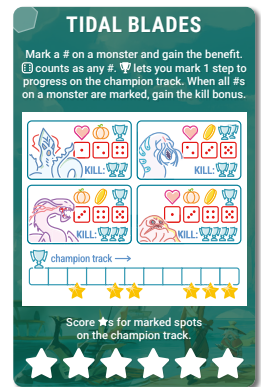 TIDAL BLADES
Mark a # on a monster and gain the benefit.
counts as any #. lets you mark 1 step to
progress on the champion track. When all #s
on a monster are marked, gain the kill bonus.
KILL: KILL:
KILL: KILL:
champion track
Score ★s for marked spots
on the champion track.